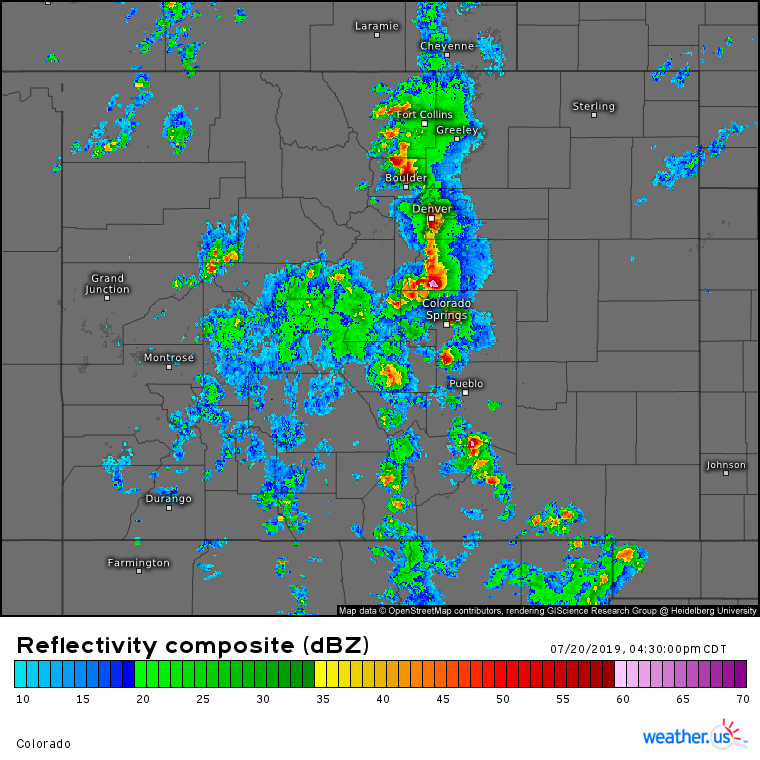 Laramie
Cheyenne
Sterling
Fort Collins
Greeley
Boulder
Denver
Grand
Junction
Colorado
Springs
Montrose
Pueblo
Johnson
Durango
Farmington
Map data © OpenStreetMap contributors, rendering GIScience Research Group @ Heidelberg University
Reflectivity composite (dBZ)
07/20/2019, 04:30:00pm CDT
10 15 20 25 30 35 40 45 50 55 60 65 70
weather.us
Colorado